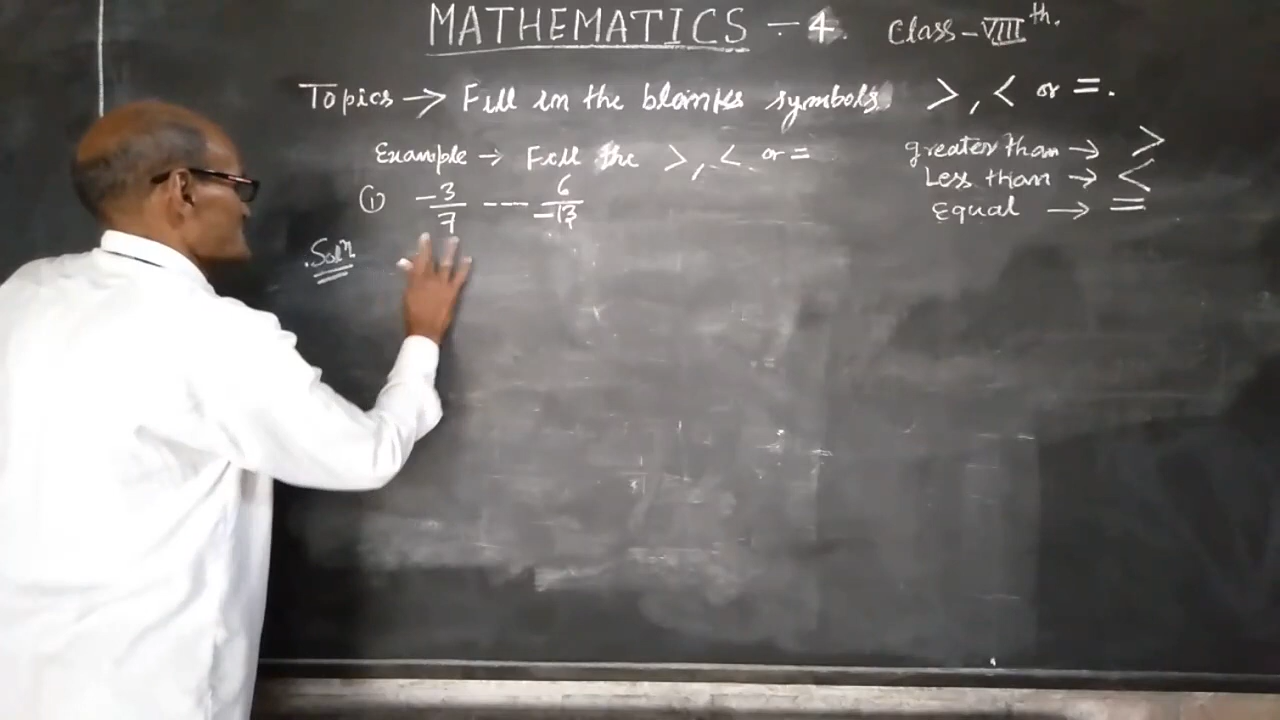 MATHEMATICS - 4. Class - VIII th.
Topics → Fill in the blanks symbols. >, < or =.
Example → Fill the >, < or =
greater than → >
Less than → <
Equal → =
① -3/7 --- 6/-13
Solⁿ.